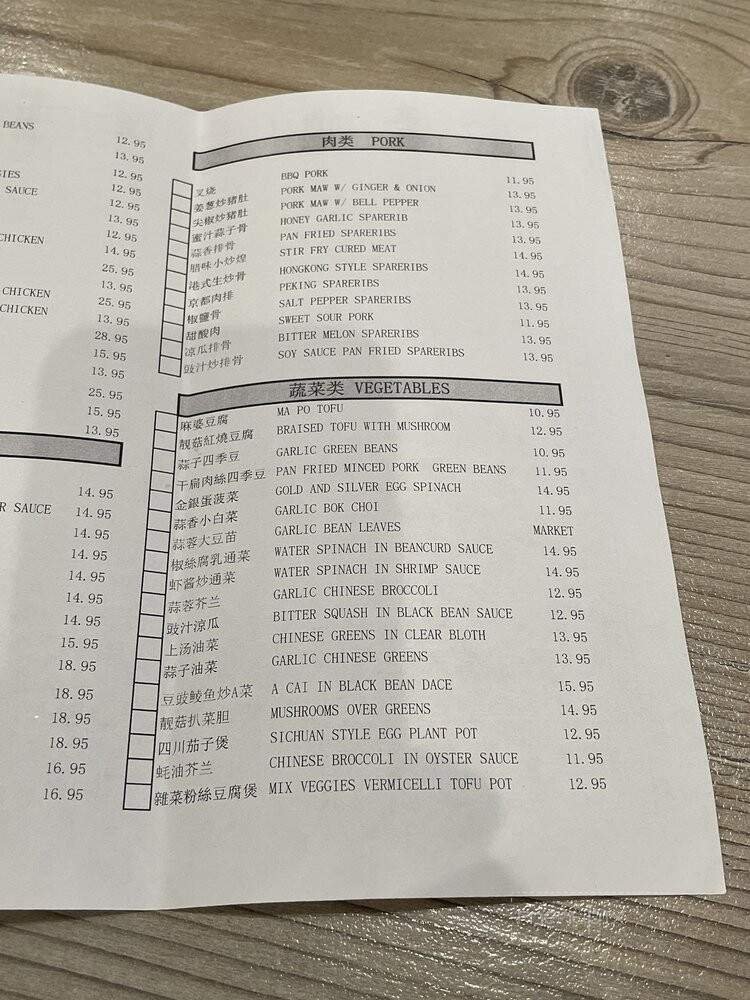 BEANS
12.95
13.95
12.95
SAUCE 12.95
12.95
13.95
CHICKEN 12.95
14.95
25.95
CHICKEN 13.95
CHICKEN 25.95
13.95
28.95
15.95
13.95
25.95
15.95
13.95
14.95
R SAUCE 14.95
14.95
14.95
14.95
14.95
14.95
15.95
18.95
18.95
18.95
18.95
16.95
16.95
肉类 PORK
叉烧 BBQ PORK 11.95
姜葱炒猪肚 PORK MAW W/ GINGER & ONION 13.95
尖椒炒猪肚 PORK MAW W/ BELL PEPPER 13.95
蜜汁蒜子骨 HONEY GARLIC SPARERIB 13.95
蒜香排骨 PAN FRIED SPARERIBS 13.95
腊味小炒煌 STIR FRY CURED MEAT 14.95
港式生炒骨 HONGKONG STYLE SPARERIBS 14.95
京都肉排 PEKING SPARERIBS 13.95
椒鹽骨 SALT PEPPER SPARERIBS 13.95
甜酸肉 SWEET SOUR PORK 11.95
凉瓜排骨 BITTER MELON SPARERIBS 13.95
豉汁炒排骨 SOY SAUCE PAN FRIED SPARERIBS 13.95
蔬菜类 VEGETABLES
麻婆豆腐 MA PO TOFU 10.95
靓菇紅燒豆腐 BRAISED TOFU WITH MUSHROOM 12.95
蒜子四季豆 GARLIC GREEN BEANS 10.95
干扁肉絲四季豆 PAN FRIED MINCED PORK GREEN BEANS 11.95
金銀蛋菠菜 GOLD AND SILVER EGG SPINACH 14.95
蒜香小白菜 GARLIC BOK CHOI 11.95
蒜蓉大豆苗 GARLIC BEAN LEAVES MARKET
椒絲腐乳通菜 WATER SPINACH IN BEANCURD SAUCE 14.95
虾酱炒通菜 WATER SPINACH IN SHRIMP SAUCE 14.95
蒜蓉芥兰 GARLIC CHINESE BROCCOLI 12.95
豉汁涼瓜 BITTER SQUASH IN BLACK BEAN SAUCE 12.95
上汤油菜 CHINESE GREENS IN CLEAR BLOTH 13.95
蒜子油菜 GARLIC CHINESE GREENS 13.95
豆豉鲮鱼炒A菜 A CAI IN BLACK BEAN DACE 15.95
靓菇扒菜胆 MUSHROOMS OVER GREENS 14.95
四川茄子煲 SICHUAN STYLE EGG PLANT POT 12.95
蚝油芥兰 CHINESE BROCCOLI IN OYSTER SAUCE 11.95
雜菜粉絲豆腐煲 MIX VEGGIES VERMICELLI TOFU POT 12.95